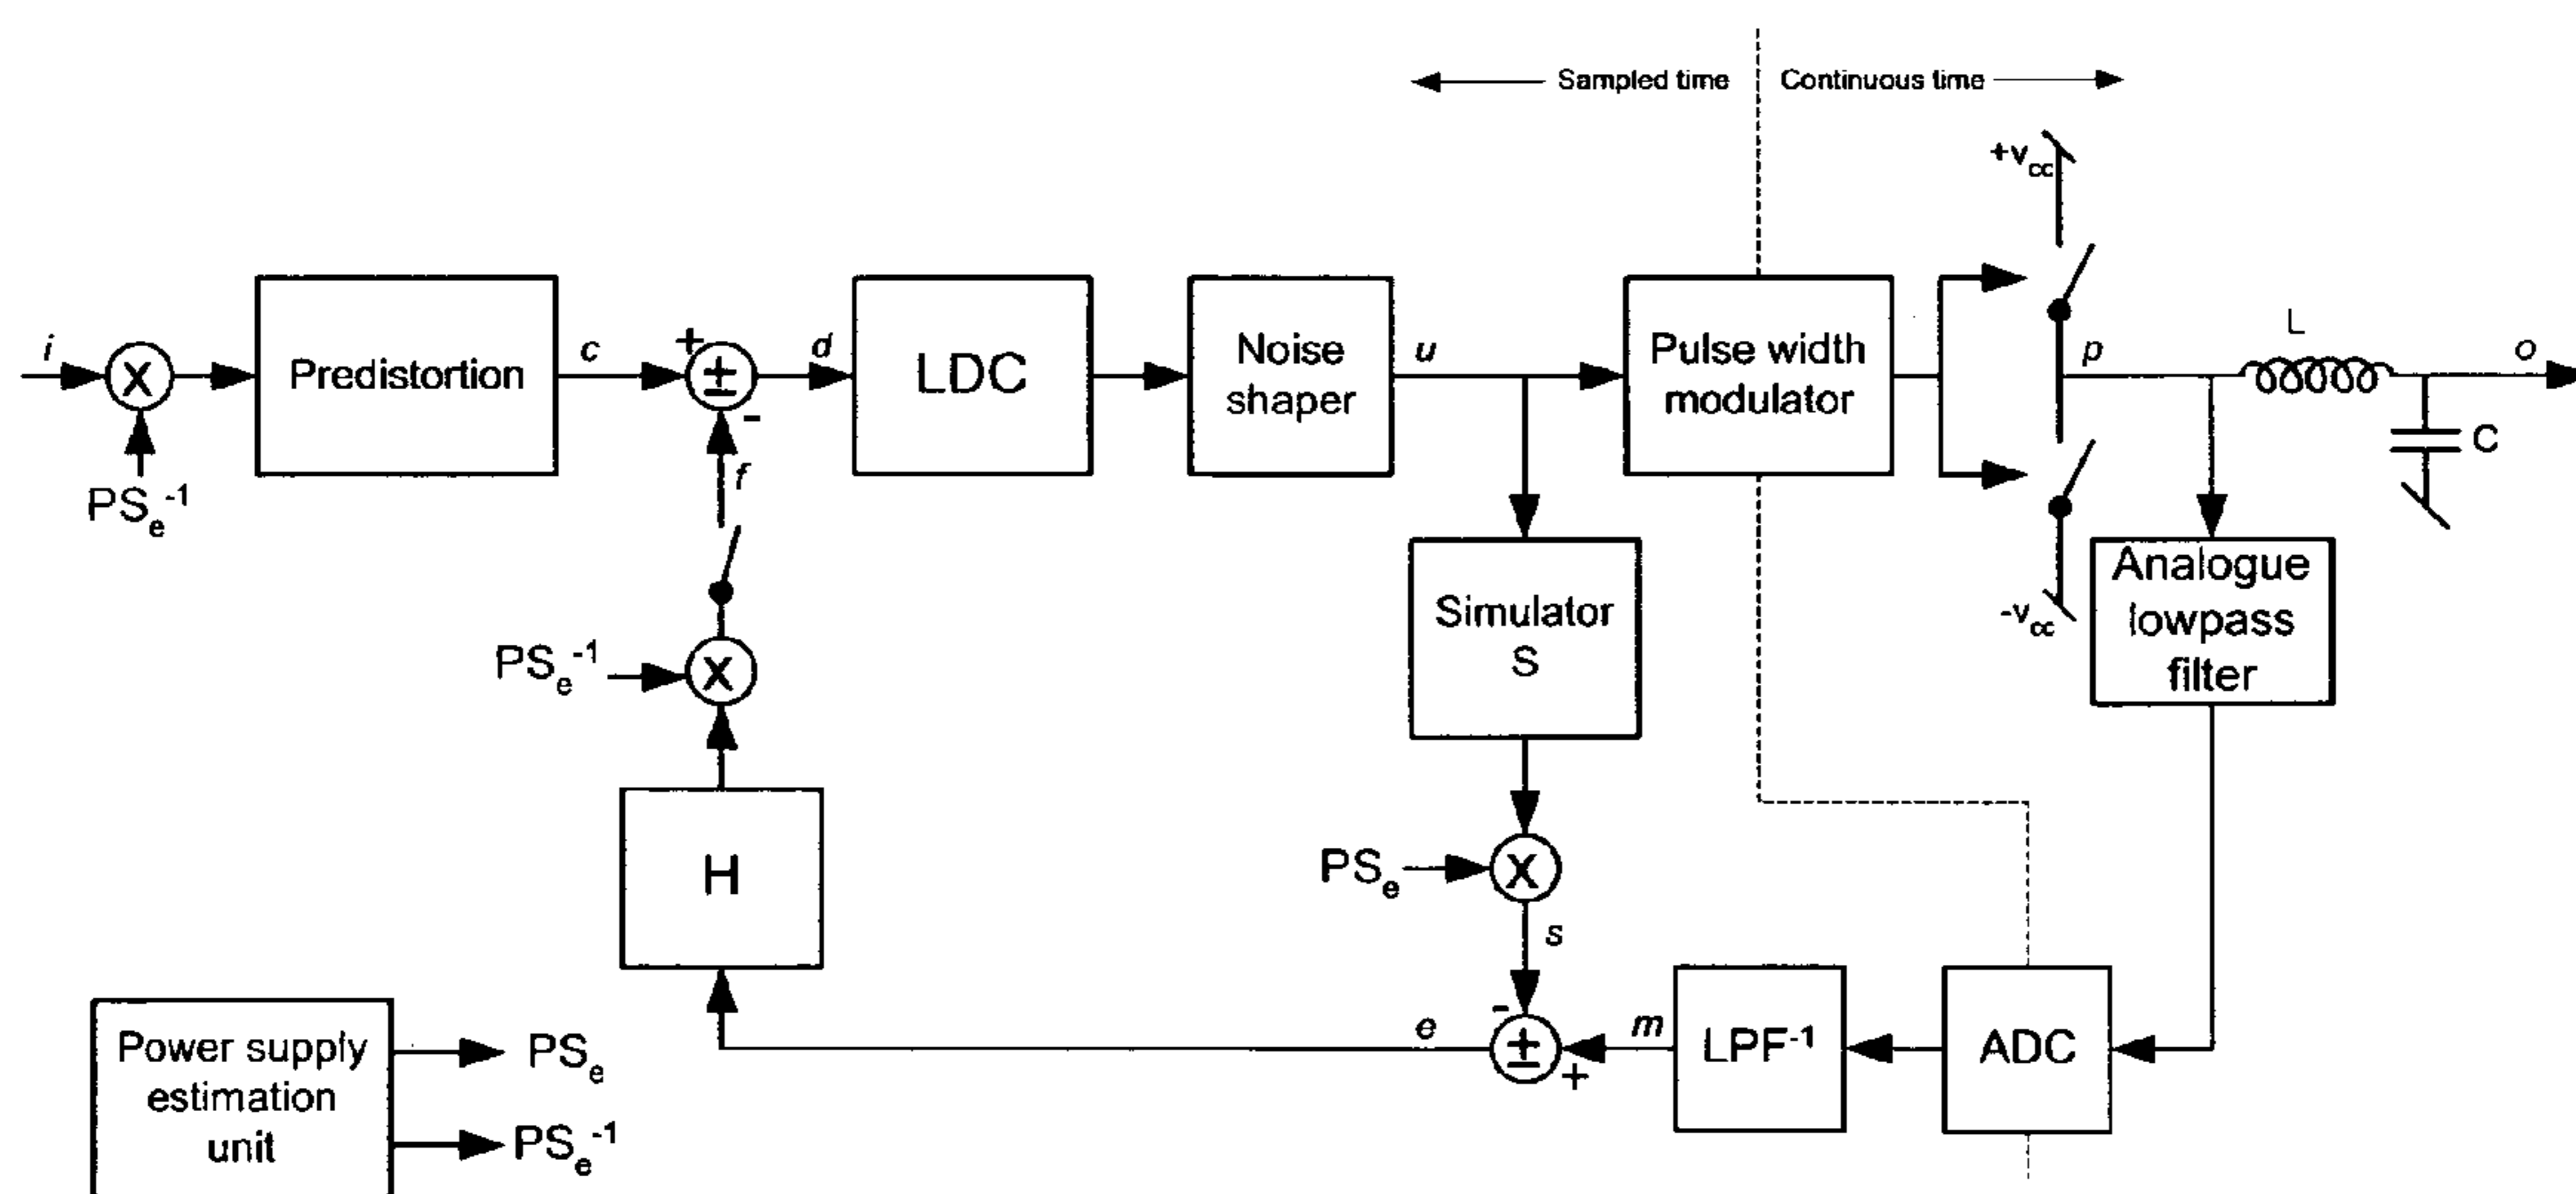 Sampled time
Continuous time
+vcc
i
X
PSe-1
Predistortion
c
+
±
-
d
LDC
Noise
shaper
u
Pulse width
modulator
p
L
o
C
-vcc
f
PSe-1
X
H
Simulator
S
PSe
X
s
Analogue
lowpass
filter
e
-
±
+
m
LPF-1
ADC
Power supply
estimation
unit
PSe
PSe-1